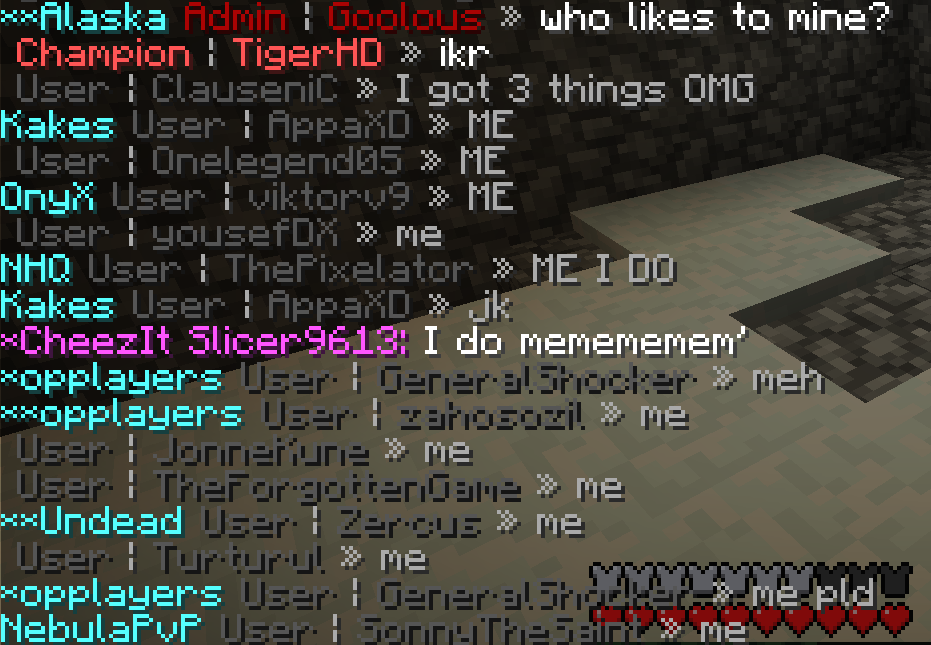 **Alaska Admin ¦ Goolous » who likes to mine?
Champion ¦ TigerHD » ikr
User ¦ ClauseniC » I got 3 things OMG
Kakes User ¦ AppaXD » ME
User ¦ Onelegend05 » ME
OnyX User ¦ viktorv9 » ME
User ¦ yousefDX » me
NHQ User ¦ ThePixelator » ME I DO
Kakes User ¦ AppaXD » jk
*CheezIt Slicer9613: I do memememem'
*opplayers User ¦ GeneralShocker » meh
**opplayers User ¦ zahosozil » me
User ¦ JonneKune » me
User ¦ TheForgottenGame » me
**Undead User ¦ Zercus » me
User ¦ Turturul » me
*opplayers User ¦ GeneralShocker » me pld
NebulaPvP User ¦ SonnyTheSaint » me